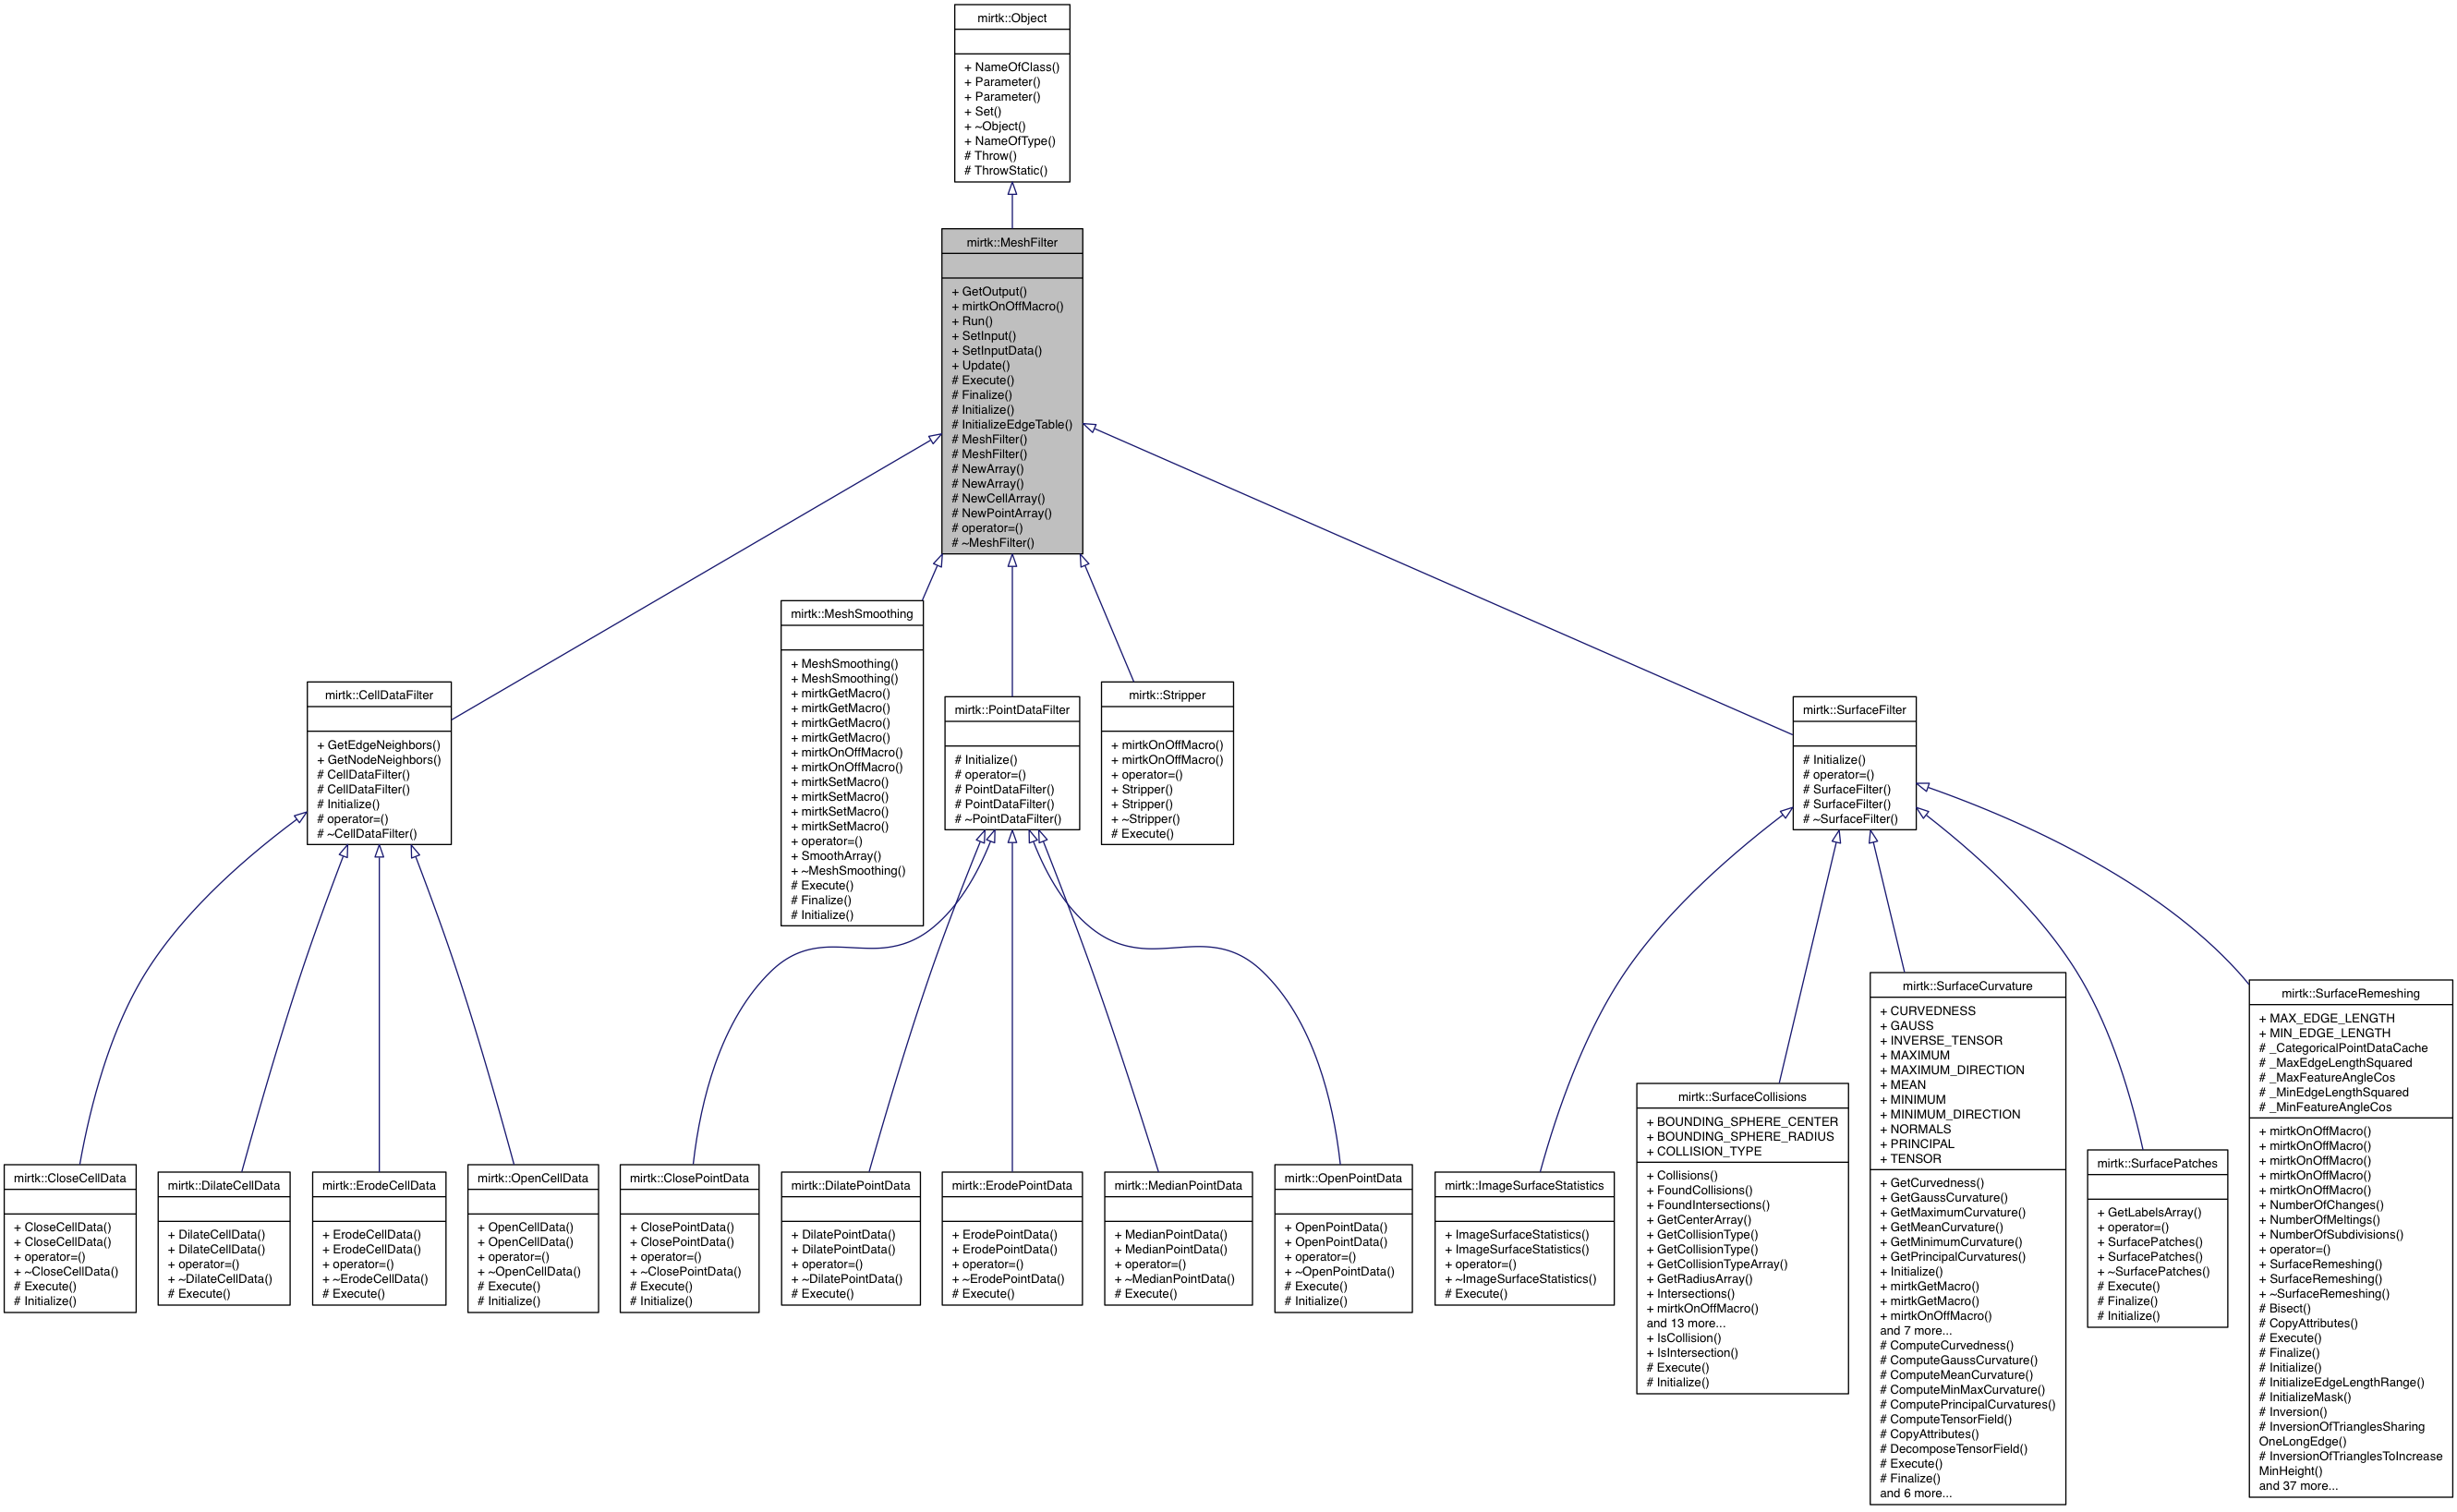 mirtk::Object
+ NameOfClass()
+ Parameter()
+ Parameter()
+ Set()
+ ~Object()
+ NameOfType()
# Throw()
# ThrowStatic()
mirtk::MeshFilter
+ GetOutput()
+ mirtkOnOffMacro()
+ Run()
+ SetInput()
+ SetInputData()
+ Update()
# Execute()
# Finalize()
# Initialize()
# InitializeEdgeTable()
# MeshFilter()
# MeshFilter()
# NewArray()
# NewArray()
# NewCellArray()
# NewPointArray()
# operator=()
# ~MeshFilter()
mirtk::CellDataFilter
+ GetEdgeNeighbors()
+ GetNodeNeighbors()
# CellDataFilter()
# CellDataFilter()
# Initialize()
# operator=()
# ~CellDataFilter()
mirtk::MeshSmoothing
+ MeshSmoothing()
+ MeshSmoothing()
+ mirtkGetMacro()
+ mirtkGetMacro()
+ mirtkGetMacro()
+ mirtkGetMacro()
+ mirtkOnOffMacro()
+ mirtkOnOffMacro()
+ mirtkSetMacro()
+ mirtkSetMacro()
+ mirtkSetMacro()
+ mirtkSetMacro()
+ operator=()
+ SmoothArray()
+ ~MeshSmoothing()
# Execute()
# Finalize()
# Initialize()
mirtk::PointDataFilter
# Initialize()
# operator=()
# PointDataFilter()
# PointDataFilter()
# ~PointDataFilter()
mirtk::Stripper
+ mirtkOnOffMacro()
+ mirtkOnOffMacro()
+ operator=()
+ Stripper()
+ Stripper()
+ ~Stripper()
# Execute()
mirtk::SurfaceFilter
# Initialize()
# operator=()
# SurfaceFilter()
# SurfaceFilter()
# ~SurfaceFilter()
mirtk::CloseCellData
+ CloseCellData()
+ CloseCellData()
+ operator=()
+ ~CloseCellData()
# Execute()
# Initialize()
mirtk::DilateCellData
+ DilateCellData()
+ DilateCellData()
+ operator=()
+ ~DilateCellData()
# Execute()
mirtk::ErodeCellData
+ ErodeCellData()
+ ErodeCellData()
+ operator=()
+ ~ErodeCellData()
# Execute()
mirtk::OpenCellData
+ OpenCellData()
+ OpenCellData()
+ operator=()
+ ~OpenCellData()
# Execute()
# Initialize()
mirtk::ClosePointData
+ ClosePointData()
+ ClosePointData()
+ operator=()
+ ~ClosePointData()
# Execute()
# Initialize()
mirtk::DilatePointData
+ DilatePointData()
+ DilatePointData()
+ operator=()
+ ~DilatePointData()
# Execute()
mirtk::ErodePointData
+ ErodePointData()
+ ErodePointData()
+ operator=()
+ ~ErodePointData()
# Execute()
mirtk::MedianPointData
+ MedianPointData()
+ MedianPointData()
+ operator=()
+ ~MedianPointData()
# Execute()
mirtk::OpenPointData
+ OpenPointData()
+ OpenPointData()
+ operator=()
+ ~OpenPointData()
# Execute()
# Initialize()
mirtk::ImageSurfaceStatistics
+ ImageSurfaceStatistics()
+ ImageSurfaceStatistics()
+ operator=()
+ ~ImageSurfaceStatistics()
# Execute()
mirtk::SurfaceCollisions
+ BOUNDING_SPHERE_CENTER
+ BOUNDING_SPHERE_RADIUS
+ COLLISION_TYPE
+ Collisions()
+ FoundCollisions()
+ FoundIntersections()
+ GetCenterArray()
+ GetCollisionType()
+ GetCollisionType()
+ GetCollisionTypeArray()
+ GetRadiusArray()
+ Intersections()
+ mirtkOnOffMacro()
and 13 more...
+ IsCollision()
+ IsIntersection()
# Execute()
# Initialize()
mirtk::SurfaceCurvature
+ CURVEDNESS
+ GAUSS
+ INVERSE_TENSOR
+ MAXIMUM
+ MAXIMUM_DIRECTION
+ MEAN
+ MINIMUM
+ MINIMUM_DIRECTION
+ NORMALS
+ PRINCIPAL
+ TENSOR
+ GetCurvedness()
+ GetGaussCurvature()
+ GetMaximumCurvature()
+ GetMeanCurvature()
+ GetMinimumCurvature()
+ GetPrincipalCurvatures()
+ Initialize()
+ mirtkGetMacro()
+ mirtkGetMacro()
+ mirtkOnOffMacro()
and 7 more...
# ComputeCurvedness()
# ComputeGaussCurvature()
# ComputeMeanCurvature()
# ComputeMinMaxCurvature()
# ComputePrincipalCurvatures()
# ComputeTensorField()
# CopyAttributes()
# DecomposeTensorField()
# Execute()
# Finalize()
and 6 more...
mirtk::SurfacePatches
+ GetLabelsArray()
+ operator=()
+ SurfacePatches()
+ SurfacePatches()
+ ~SurfacePatches()
# Execute()
# Finalize()
# Initialize()
mirtk::SurfaceRemeshing
+ MAX_EDGE_LENGTH
+ MIN_EDGE_LENGTH
# _CategoricalPointDataCache
# _MaxEdgeLengthSquared
# _MaxFeatureAngleCos
# _MinEdgeLengthSquared
# _MinFeatureAngleCos
+ mirtkOnOffMacro()
+ mirtkOnOffMacro()
+ mirtkOnOffMacro()
+ mirtkOnOffMacro()
+ mirtkOnOffMacro()
+ NumberOfChanges()
+ NumberOfMeltings()
+ NumberOfSubdivisions()
+ operator=()
+ SurfaceRemeshing()
+ SurfaceRemeshing()
+ ~SurfaceRemeshing()
# Bisect()
# CopyAttributes()
# Execute()
# Finalize()
# Initialize()
# InitializeEdgeLengthRange()
# InitializeMask()
# Inversion()
# InversionOfTrianglesSharing
OneLongEdge()
# InversionOfTrianglesToIncrease
MinHeight()
and 37 more...